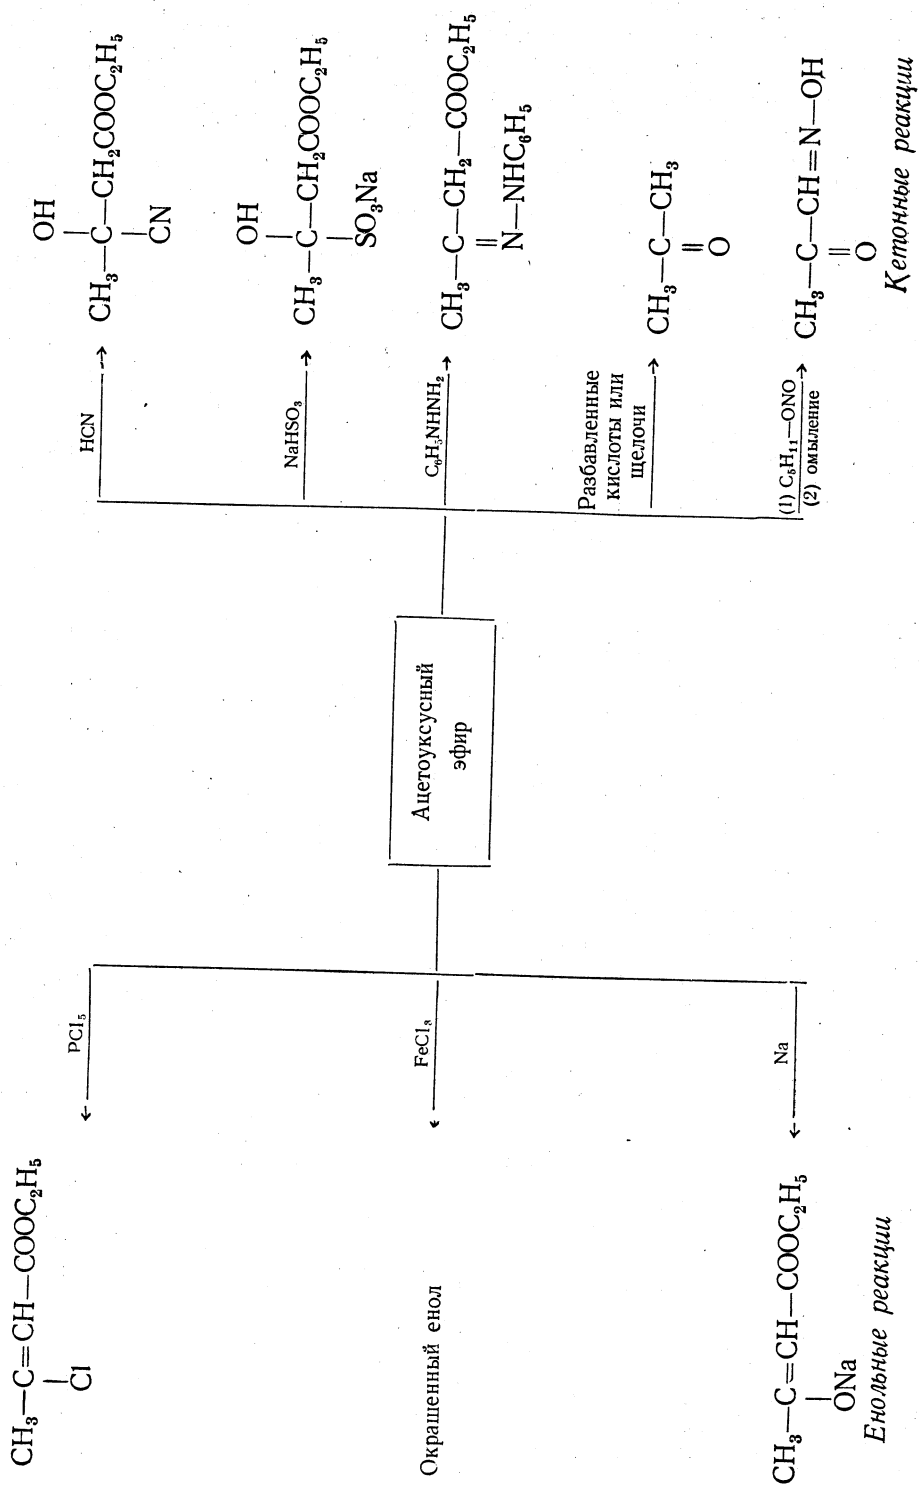 CH₃—C=CH—COOC₂H₅
Cl
PCl₅
Окрашенный енол
FeCl₃
CH₃—C=CH—COOC₂H₅
ONa
Na
Енольные реакции
Ацетоуксусный
эфир
HCN
OH
CH₃—C—CH₂COOC₂H₅
CN
NaHSO₃
OH
CH₃—C—CH₂COOC₂H₅
SO₃Na
C₆H₅NHNH₂
CH₃—C—CH₂—COOC₂H₅
N—NHC₆H₅
Разбавленные
кислоты или
щелочи
CH₃—C—CH₃
O
(1) C₅H₁₁—ONO
(2) омыление
CH₃—C—CH=N—OH
O
Кетонные реакции